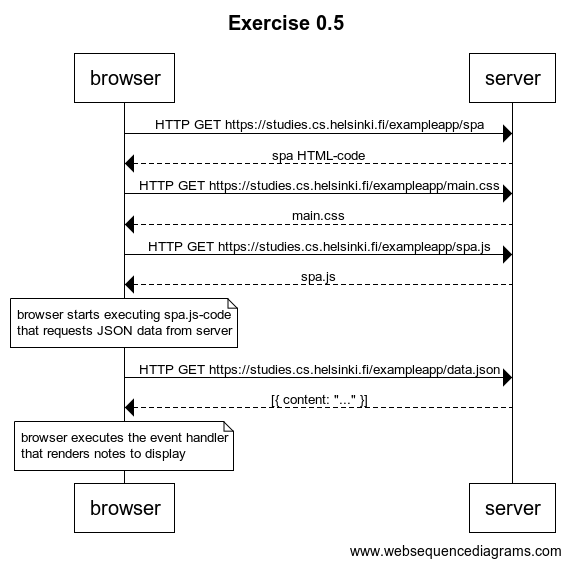 Exercise 0.5
browser
server
HTTP GET https://studies.cs.helsinki.fi/exampleapp/spa
spa HTML-code
HTTP GET https://studies.cs.helsinki.fi/exampleapp/main.css
main.css
HTTP GET https://studies.cs.helsinki.fi/exampleapp/spa.js
spa.js
browser starts executing spa.js-code
that requests JSON data from server
HTTP GET https://studies.cs.helsinki.fi/exampleapp/data.json
[{ content: "..." }]
browser executes the event handler
that renders notes to display
browser
server
www.websequencediagrams.com